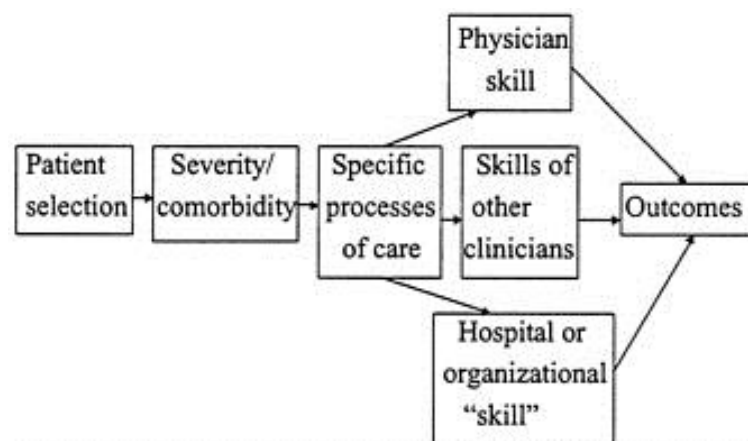 Physician
skill
Patient
selection
Severity/
comorbidity
Specific
processes
of care
Skills of
other
clinicians
Outcomes
Hospital or
organizational
“skill”